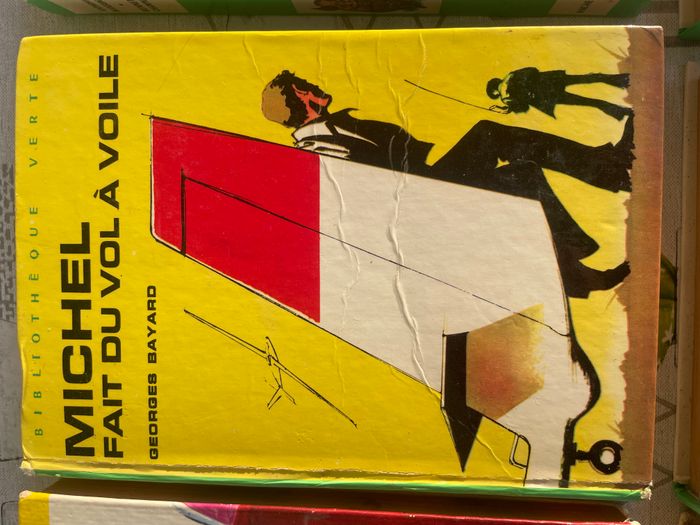 BIBLIOTHÈQUE VERTE
MICHEL
FAIT DU VOL À VOILE
GEORGES BAYARD